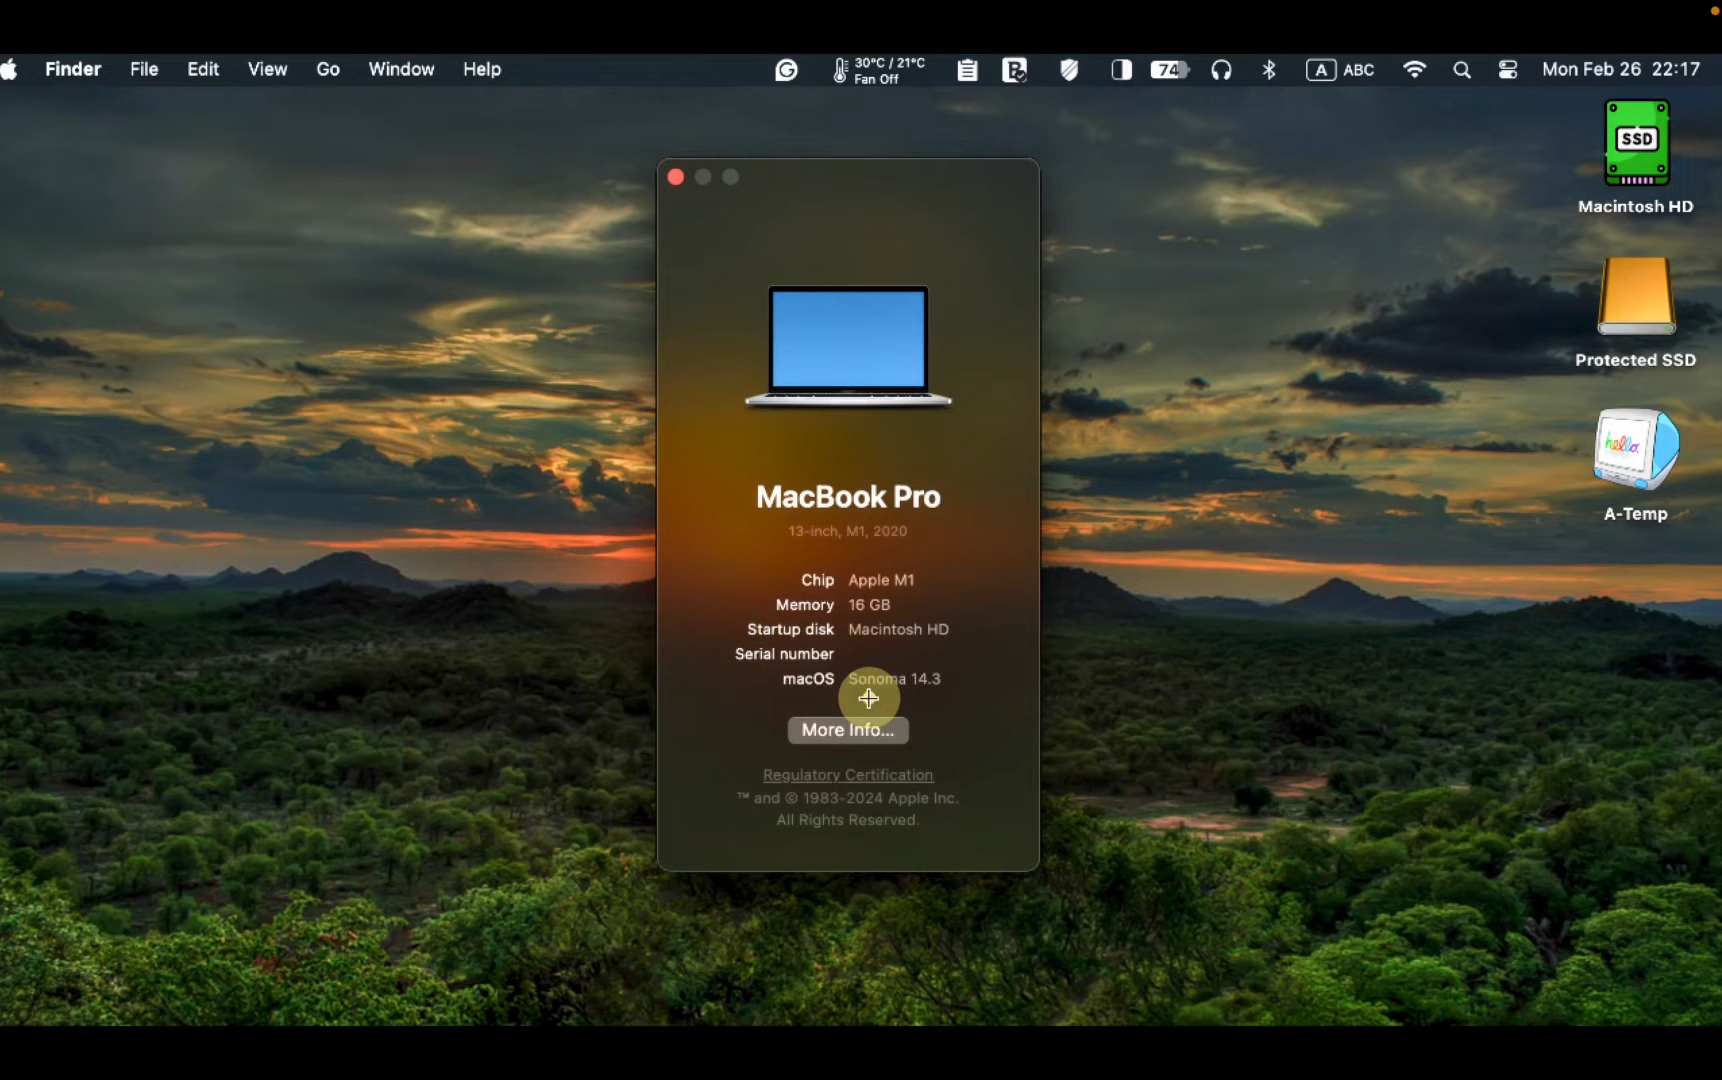 Finder File Edit View Go Window Help 30°C / 21°C Fan Off 74 A ABC Mon Feb 26 22:17
SSD
Macintosh HD
Protected SSD
hello.
A-Temp
MacBook Pro
13-inch, M1, 2020
Chip Apple M1
Memory 16 GB
Startup disk Macintosh HD
Serial number
macOS Sonoma 14.3
More Info...
Regulatory Certification
™ and © 1983-2024 Apple Inc.
All Rights Reserved.